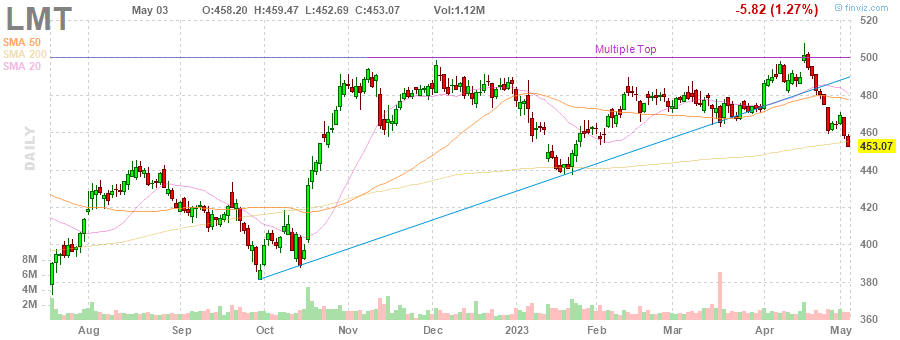 LMT May 03 O:458.20 H:459.47 L:452.69 C:453.07 Vol:1.12M -5.82 (1.27%) finviz.com
SMA 50
SMA 200
SMA 20
DAILY
Multiple Top
520
500
480
460
453.07
440
420
400
380
360
8M
6M
4M
2M
Aug Sep Oct Nov Dec 2023 Feb Mar Apr May